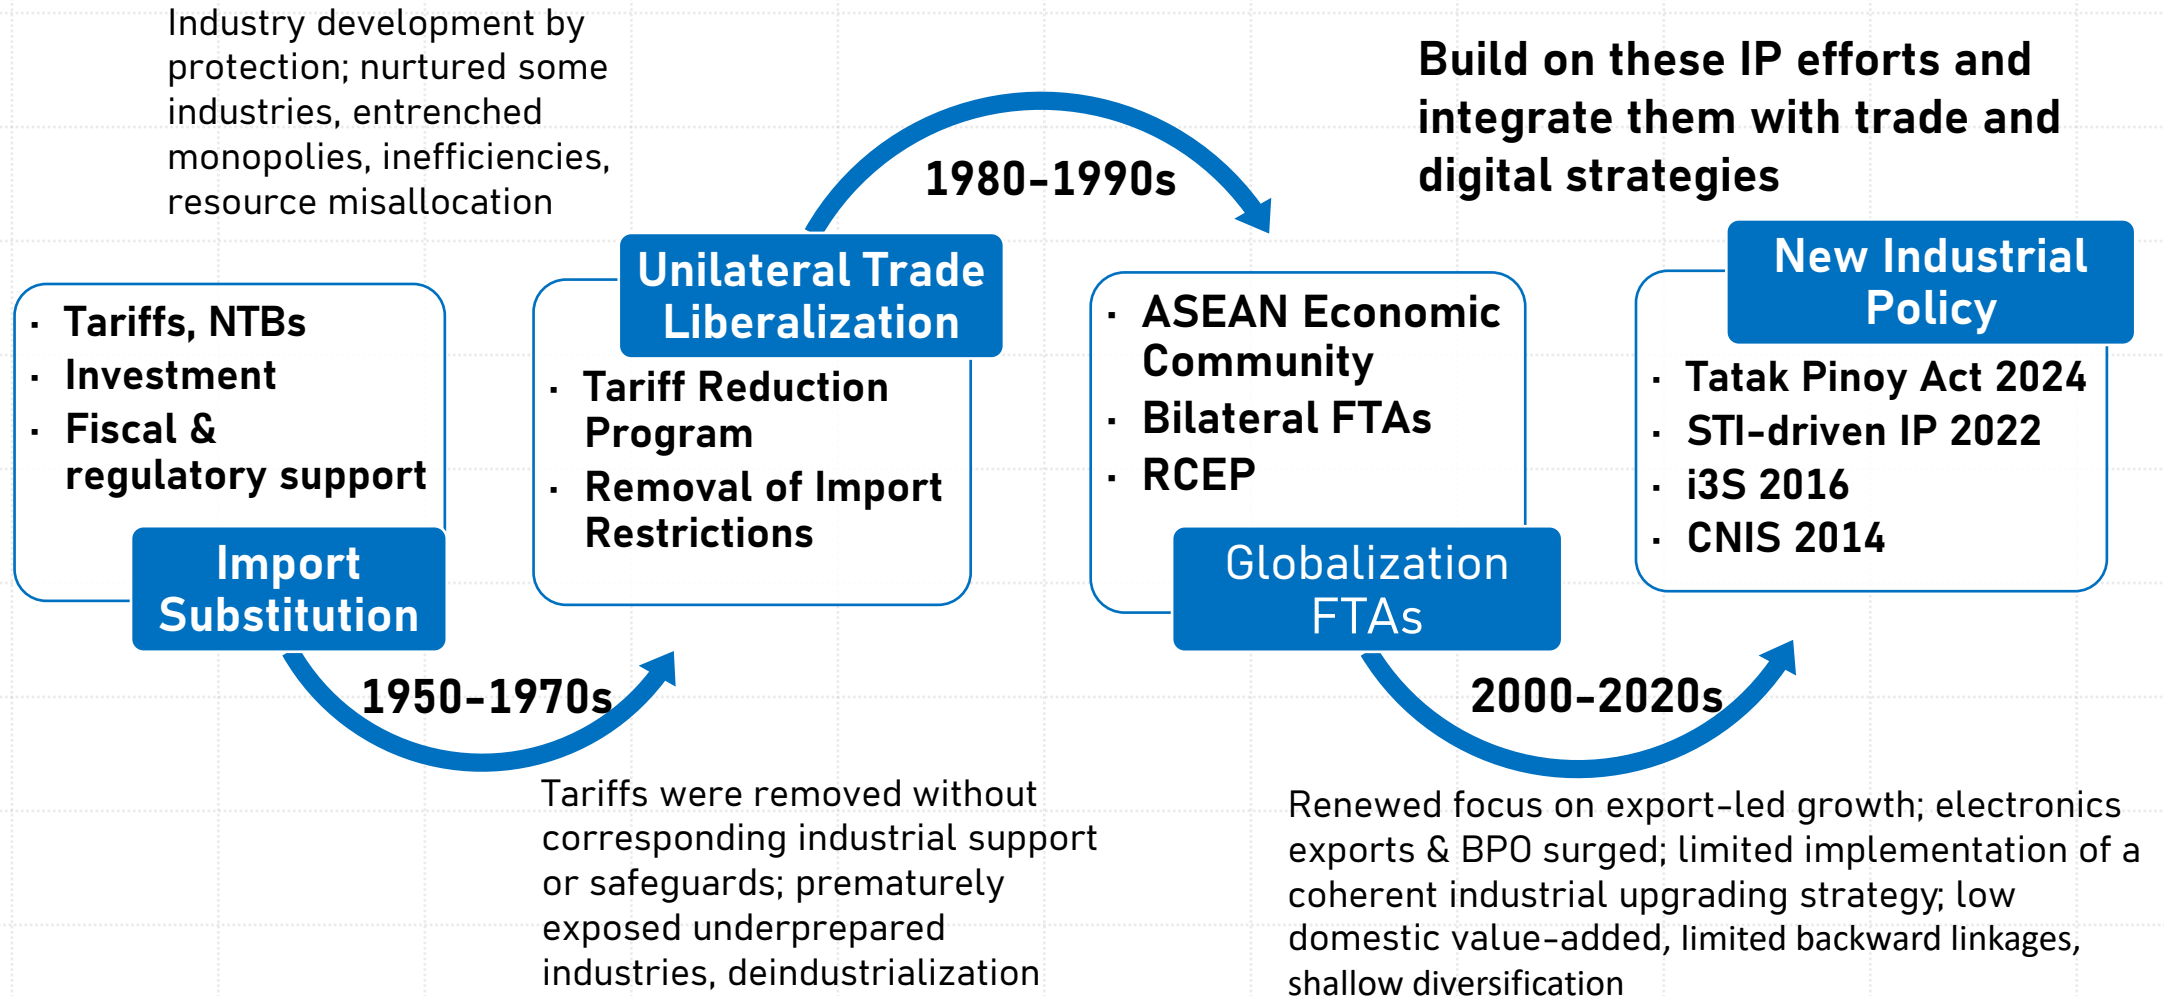 Industry development by
protection; nurtured some
industries, entrenched
monopolies, inefficiencies,
resource misallocation
· Tariffs, NTBs
· Investment
· Fiscal &
regulatory support
Import
Substitution
1950-1970s
Unilateral Trade
Liberalization
· Tariff Reduction
Program
· Removal of Import
Restrictions
Tariffs were removed without
corresponding industrial support
or safeguards; prematurely
exposed underprepared
industries, deindustrialization
1980-1990s
· ASEAN Economic
Community
· Bilateral FTAs
· RCEP
Globalization
FTAs
2000-2020s
Renewed focus on export-led growth; electronics
exports & BPO surged; limited implementation of a
coherent industrial upgrading strategy; low
domestic value-added, limited backward linkages,
shallow diversification
Build on these IP efforts and
integrate them with trade and
digital strategies
New Industrial
Policy
· Tatak Pinoy Act 2024
· STI-driven IP 2022
· i3S 2016
· CNIS 2014